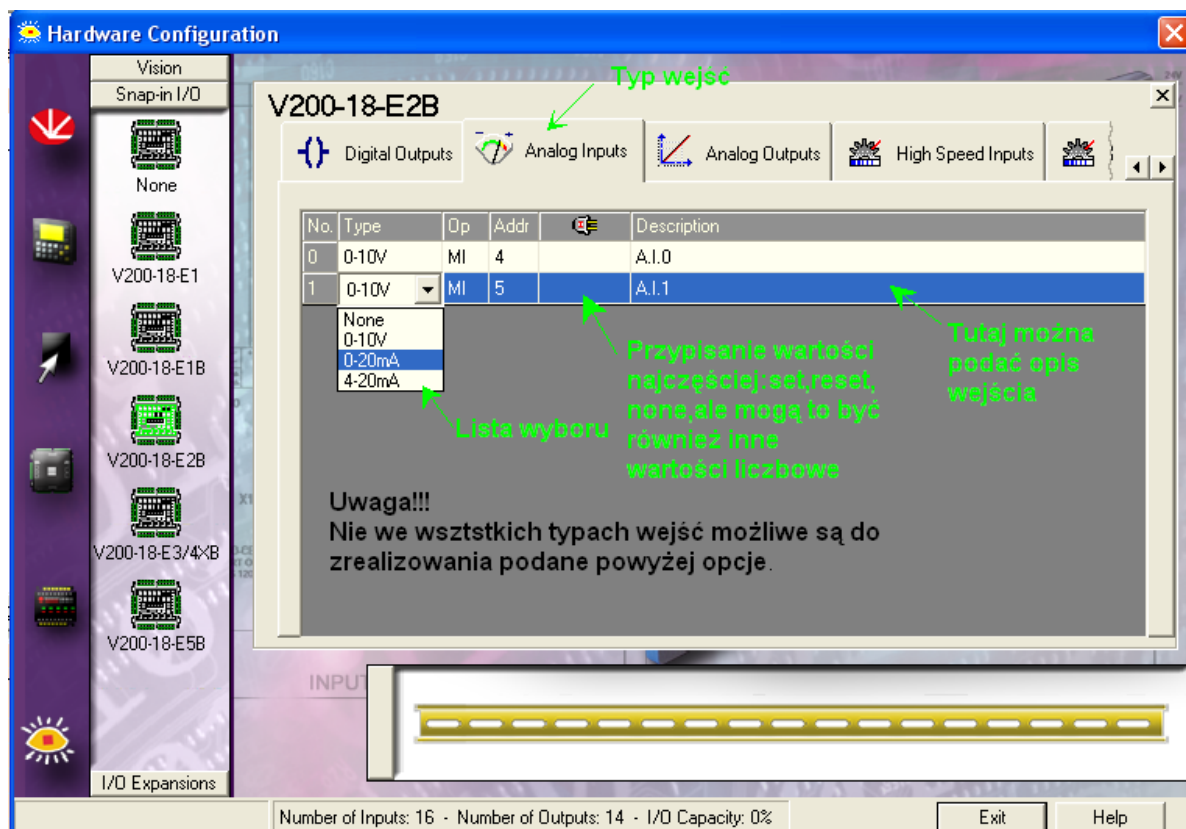 Hardware Configuration
Vision
Snap-in I/O
None
V200-18-E1
V200-18-E1B
V200-18-E2B
V200-18-E3/4XB
V200-18-E5B
I/O Expansions
Typ wejść
V200-18-E2B
Digital Outputs
Analog Inputs
Analog Outputs
High Speed Inputs
No. Type Op Addr Description
0 0-10V MI 4 A.I.0
1 0-10V MI 5 A.I.1
None
0-10V
0-20mA
4-20mA
Lista wyboru
Przypisanie wartości
najczęściej:set,reset,
none,ale mogą to być
również inne
wartości liczbowe
Tutaj można
podać opis
wejścia
Uwaga!!!
Nie we wsztstkich typach wejść możliwe są do
zrealizowania podane powyżej opcje.
INPUT
Number of Inputs: 16 - Number of Outputs: 14 - I/O Capacity: 0%
Exit
Help